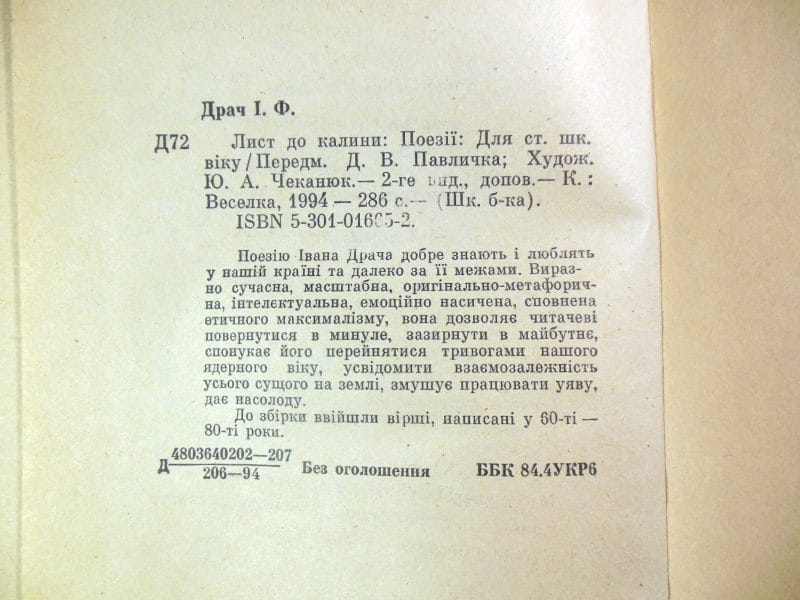 Драч І. Ф.
Д72 Лист до калини: Поезії: Для ст. шк.
віку/Передм. Д. В. Павличка; Худож.
Ю. А. Чеканюк.— 2-ге вид., допов.— К. :
Веселка, 1994 — 286 с.— (Шк. б-ка).
ISBN
Поезію Івана Драча добре знають і люблять
у нашій країні та далеко за її межами. Вираз-
но сучасна, масштабна, оригінально-метафорич-
на, інтелектуальна, емоційно насичена, сповнена
етичного максималізму, вона дозволяє читачеві
повернутися в минуле, зазирнути в майбутнє,
спонукає його перейнятися тривогами нашого
ядерного віку, усвідомити взаємозалежність
усього сущого на землі, змушує працювати уяву,
дає насолоду.
До збірки ввійшли вірші, написані у 60-ті —
80-ті роки.
Д 4803640202—207
206—94 Без оголошення ББК 84.4УКР6